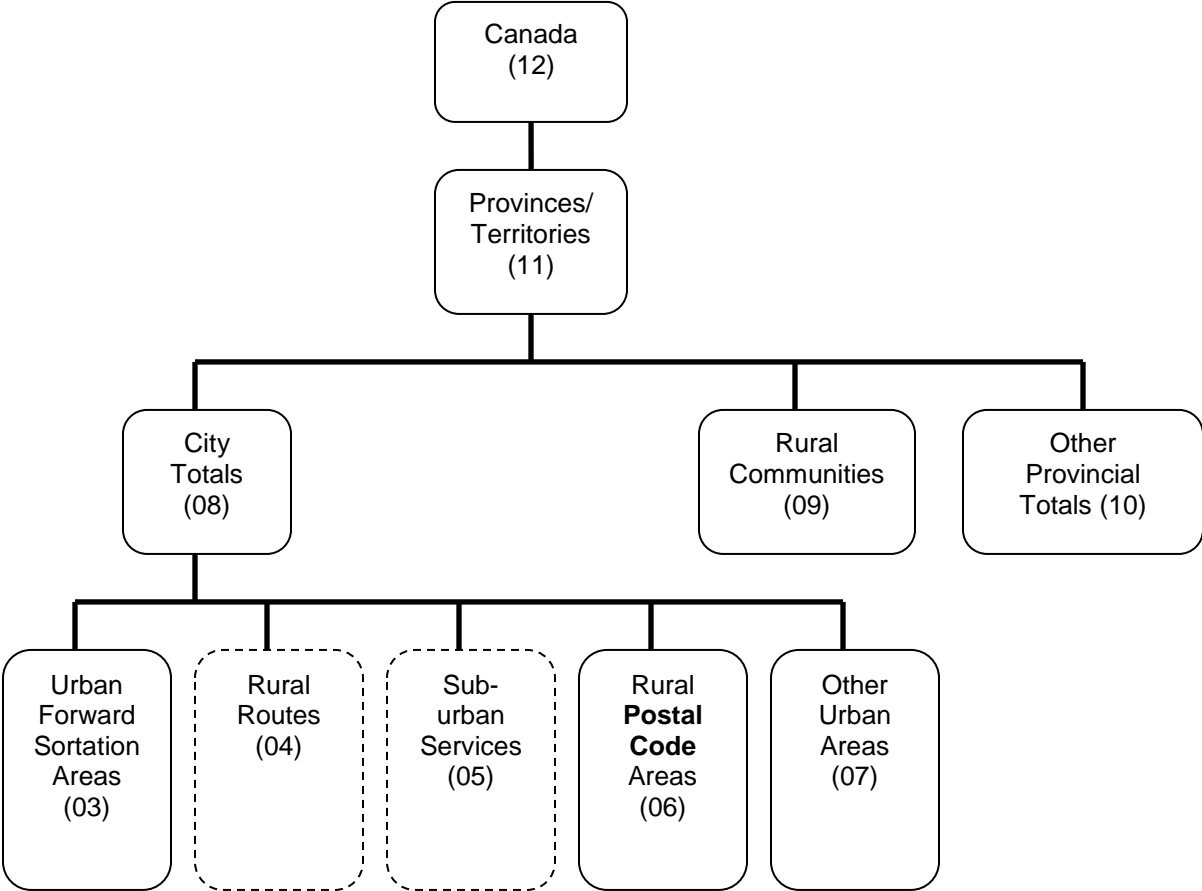 Canada
(12)
Provinces/
Territories
(11)
City
Totals
(08)
Rural
Communities
(09)
Other
Provincial
Totals (10)
Urban
Forward
Sortation
Areas
(03)
Rural
Routes
(04)
Sub-
urban
Services
(05)
Rural
Postal
Code
Areas
(06)
Other
Urban
Areas
(07)